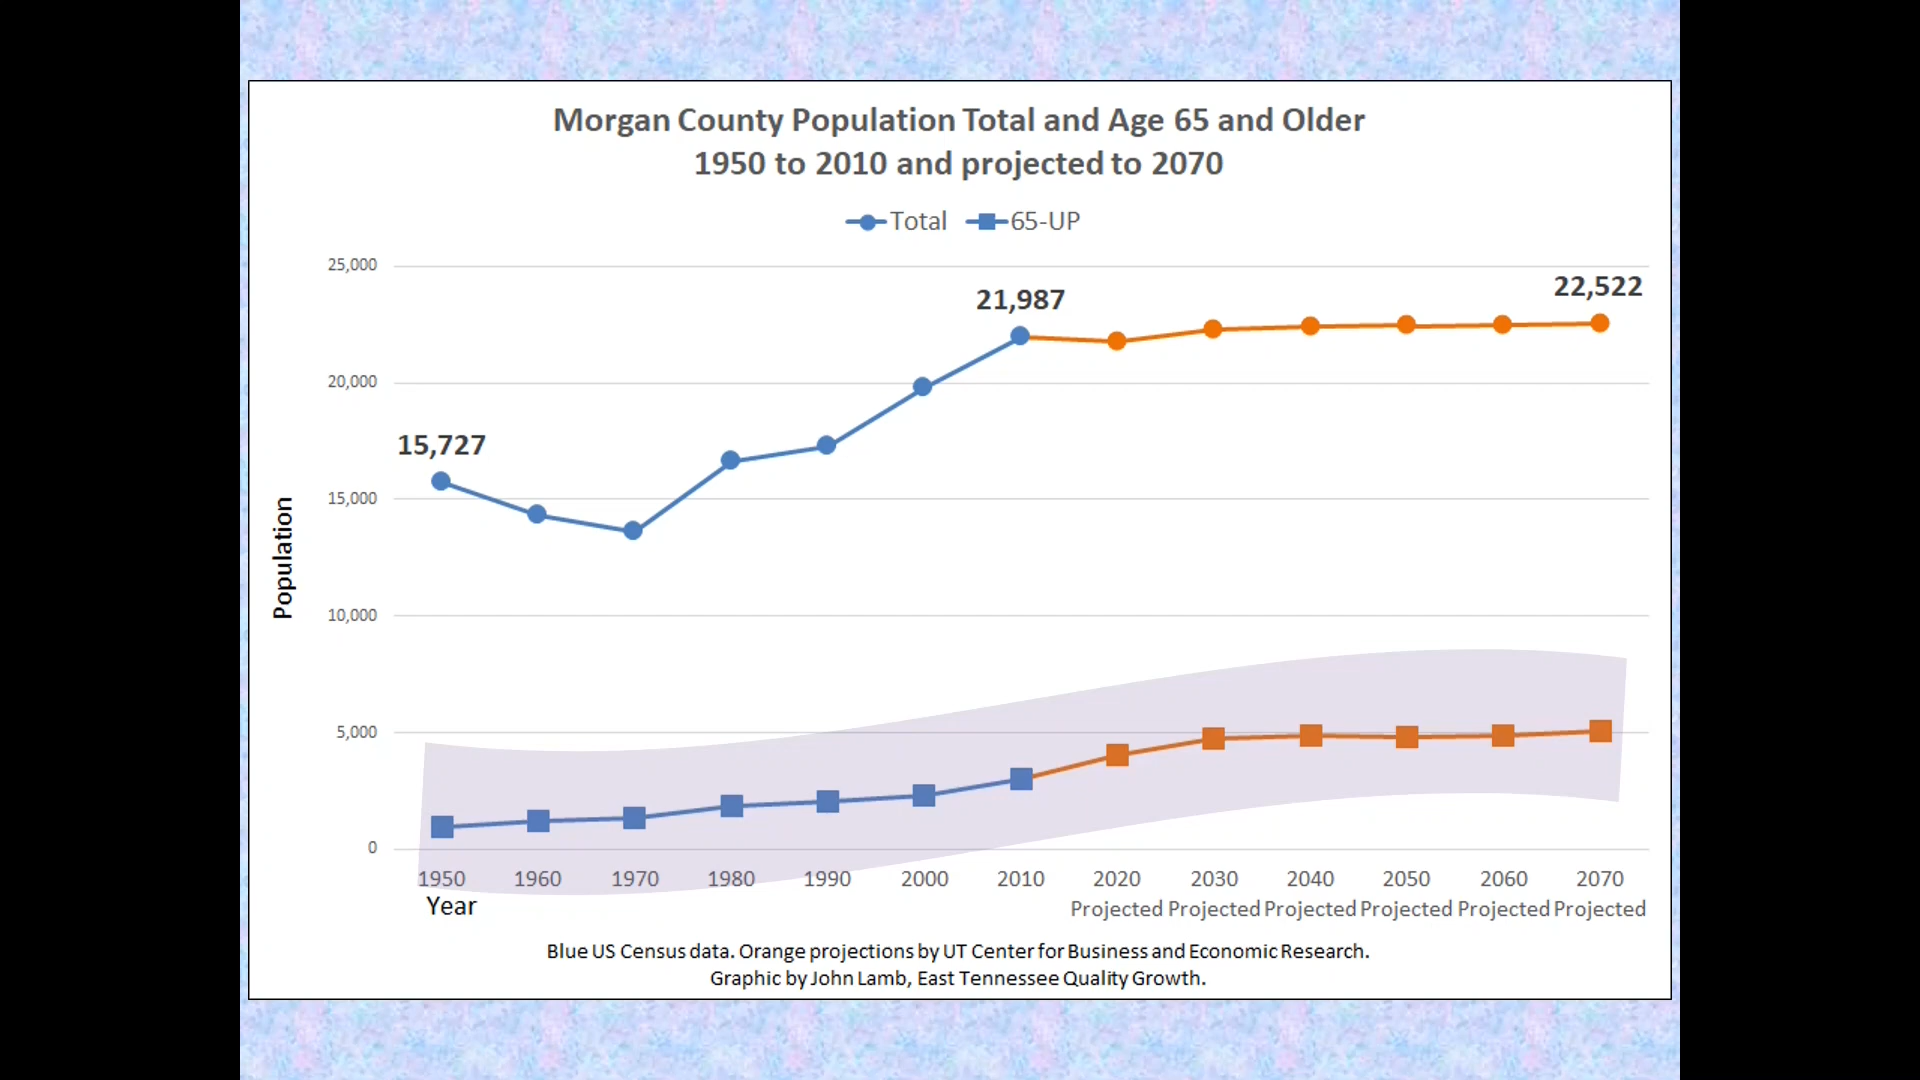 Morgan County Population Total and Age 65 and Older
1950 to 2010 and projected to 2070
Total 65-UP
25,000
20,000
15,000
10,000
5,000
0
Population
15,727
21,987
22,522
1950 1960 1970 1980 1990 2000 2010 2020 2030 2040 2050 2060 2070
Projected Projected Projected Projected Projected Projected
Year
Blue US Census data. Orange projections by UT Center for Business and Economic Research.
Graphic by John Lamb, East Tennessee Quality Growth.